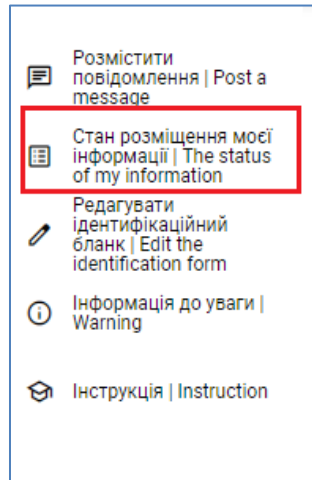 Розмістити
повідомлення | Post a
message
Стан розміщення моєї
інформації | The status
of my information
Редагувати
ідентифікаційний
бланк | Edit the
identification form
Інформація до уваги |
Warning
Інструкція | Instruction